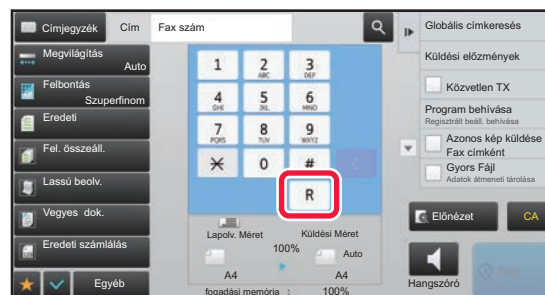 Címjegyzék
Cím
Fax szám
Megvilágítás
Auto
Felbontás
Szuperfinom
Eredeti
Fel. összeáll.
Lassú beolv.
Vegyes dok.
Eredeti számlálás
Egyéb
1
2
ABC
3
DEF
4
GHI
5
JKL
6
MNO
7
PQRS
8
TUV
9
WXYZ
0
#
C
R
Lapolv. Méret
Küldési Méret
100%
Auto
A4
A4
fogadási memória : 100%
Globális címkeresés
Küldési előzmények
Közvetlen TX
Program behívása
Regisztrált beáll. behívása
Azonos kép küldése
Fax címként
Gyors Fájl
Adatok átmeneti tárolása
Előnézet
CA
Hangszóró
Start